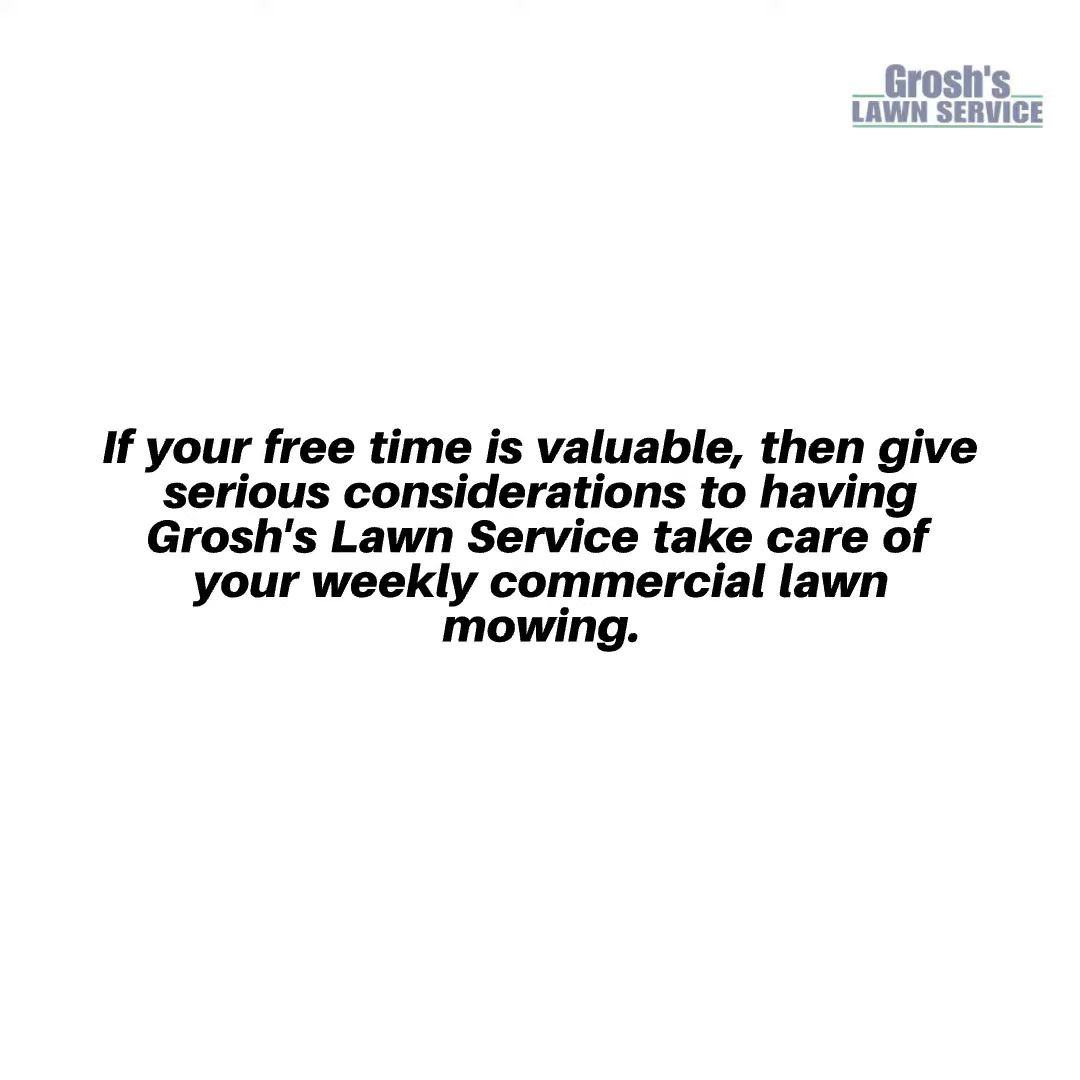 Grosh's
LAWN SERVICE
If your free time is valuable, then give
serious considerations to having
Grosh's Lawn Service take care of
your weekly commercial lawn
mowing.